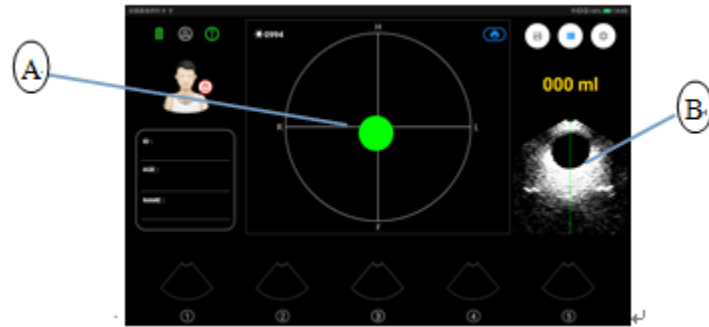 0994
H
A
000 ml
B
R
L
ID :
AGE :
NAME :
F
① ② ③ ④ ⑤